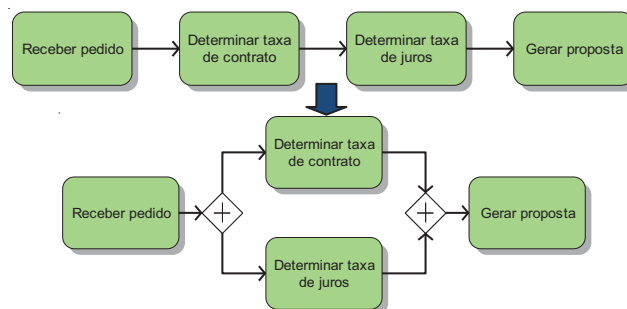 Receber pedido
Determinar taxa
de contrato
Determinar taxa
de juros
Gerar proposta
Determinar taxa
de contrato
Receber pedido
Gerar proposta
Determinar taxa
de juros